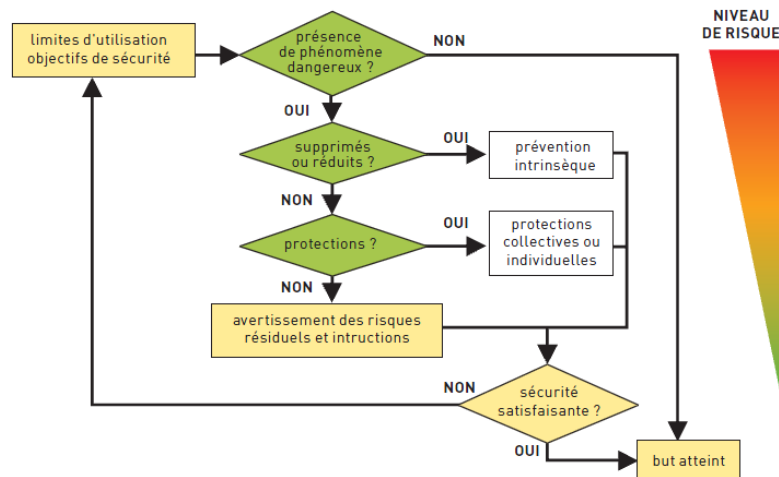 NIVEAU
DE RISQUE
limites d'utilisation
objectifs de sécurité
présence
de phénomène
dangereux ?
NON
OUI
supprimés
ou réduits ?
OUI
prévention
intrinsèque
NON
protections ?
OUI
protections
collectives ou
individuelles
NON
avertissement des risques
résiduels et intructions
NON
sécurité
satisfaisante ?
OUI
but atteint